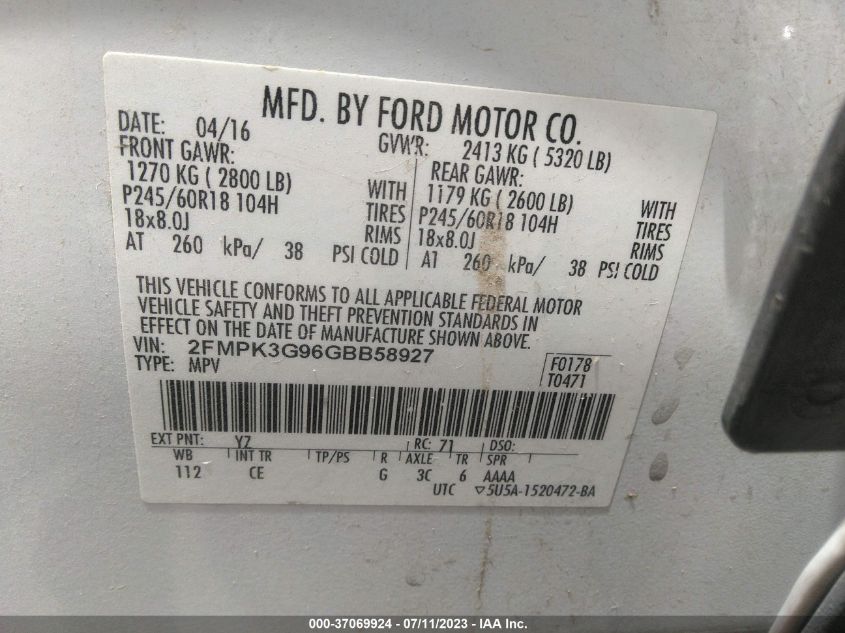 MFD. BY FORD MOTOR CO.
DATE: 04/16 GVWR: 2413 KG ( 5320 LB)
FRONT GAWR: REAR GAWR:
1270 KG ( 2800 LB) WITH 1179 KG ( 2600 LB) WITH
P245/60R18 104H TIRES P245/60R18 104H TIRES
18x8.0J RIMS 18x8.0J RIMS
AT 260 kPa/ 38 PSI COLD AT 260 kPa/ 38 PSI COLD
THIS VEHICLE CONFORMS TO ALL APPLICABLE FEDERAL MOTOR
VEHICLE SAFETY AND THEFT PREVENTION STANDARDS IN
EFFECT ON THE DATE OF MANUFACTURE SHOWN ABOVE.
VIN: 2FMPK3G96GBB58927
TYPE: MPV
F0178
T0471
EXT PNT: YZ RC: 71 DSO:
WB INT TR TP/PS R AXLE TR SPR
112 CE G 3C 6 AAAA
UTC ▽5U5A-1520472-BA
000-37069924 - 07/11/2023 - IAA Inc.